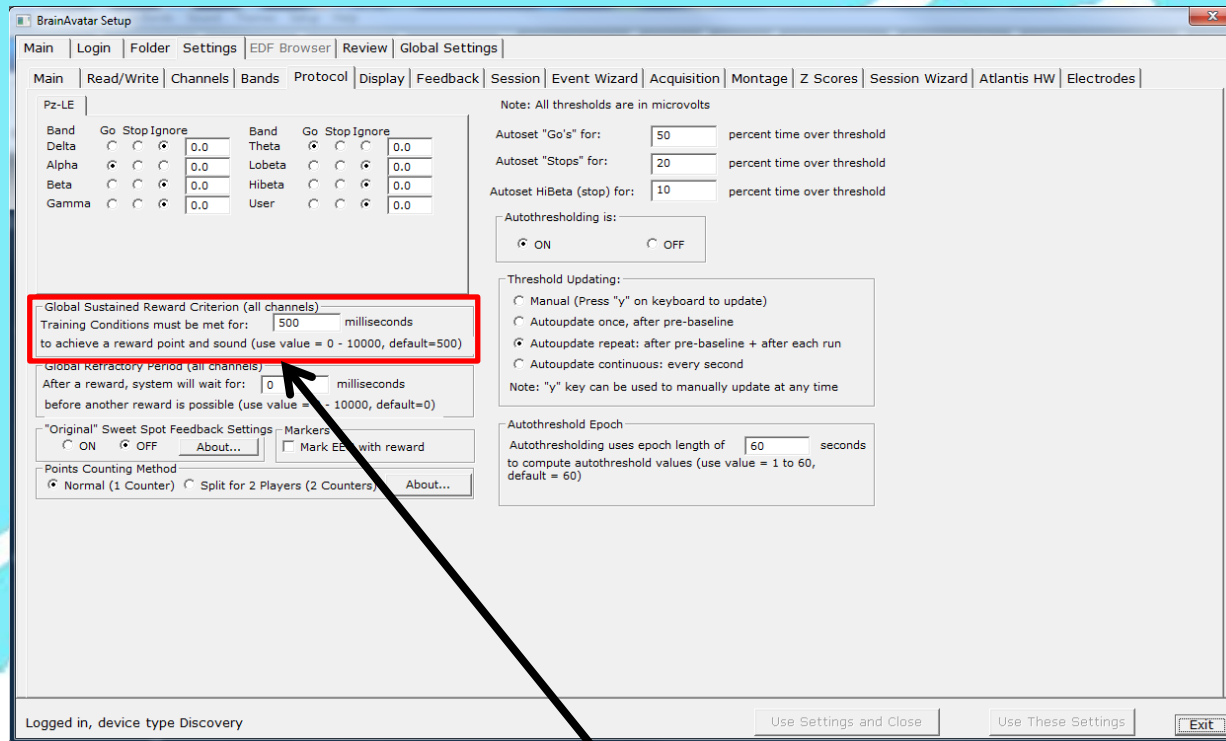 BrainAvatar Setup
Main Login Folder Settings EDF Browser Review Global Settings
Main Read/Write Channels Bands Protocol Display Feedback Session Event Wizard Acquisition Montage Z Scores Session Wizard Atlantis HW Electrodes
Pz-LE
Band Go Stop Ignore Band Go Stop Ignore
Delta 0.0 Theta 0.0
Alpha 0.0 Lobeta 0.0
Beta 0.0 Hibeta 0.0
Gamma 0.0 User 0.0
Global Sustained Reward Criterion (all channels)
Training Conditions must be met for: 500 milliseconds
to achieve a reward point and sound (use value = 0 - 10000, default=500)
Global Refractory Period (all channels)
After a reward, system will wait for: 0 milliseconds
before another reward is possible (use value = 0 - 10000, default=0)
"Original" Sweet Spot Feedback Settings
ON OFF About...
Markers
Mark EEG with reward
Points Counting Method
Normal (1 Counter) Split for 2 Players (2 Counters) About...
Note: All thresholds are in microvolts
Autoset "Go's" for: 50 percent time over threshold
Autoset "Stops" for: 20 percent time over threshold
Autoset HiBeta (stop) for: 10 percent time over threshold
Autothresholding is:
ON OFF
Threshold Updating:
Manual (Press "y" on keyboard to update)
Autoupdate once, after pre-baseline
Autoupdate repeat: after pre-baseline + after each run
Autoupdate continuous: every second
Note: "y" key can be used to manually update at any time
Autothreshold Epoch
Autothresholding uses epoch length of 60 seconds
to compute autothreshold values (use value = 1 to 60,
default = 60)
Logged in, device type Discovery
Use Settings and Close Use These Settings Exit